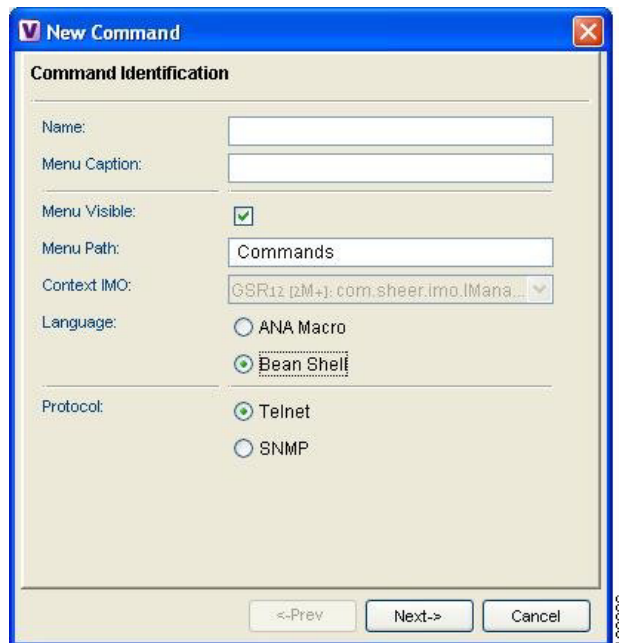 V New Command
Command Identification
Name:
Menu Caption:
Menu Visible:
Menu Path: Commands
Context IMO: GSR12 [2M+]: com.sheer.imo.IMana...
Language: ANA Macro
Bean Shell
Protocol: Telnet
SNMP
<-Prev Next-> Cancel